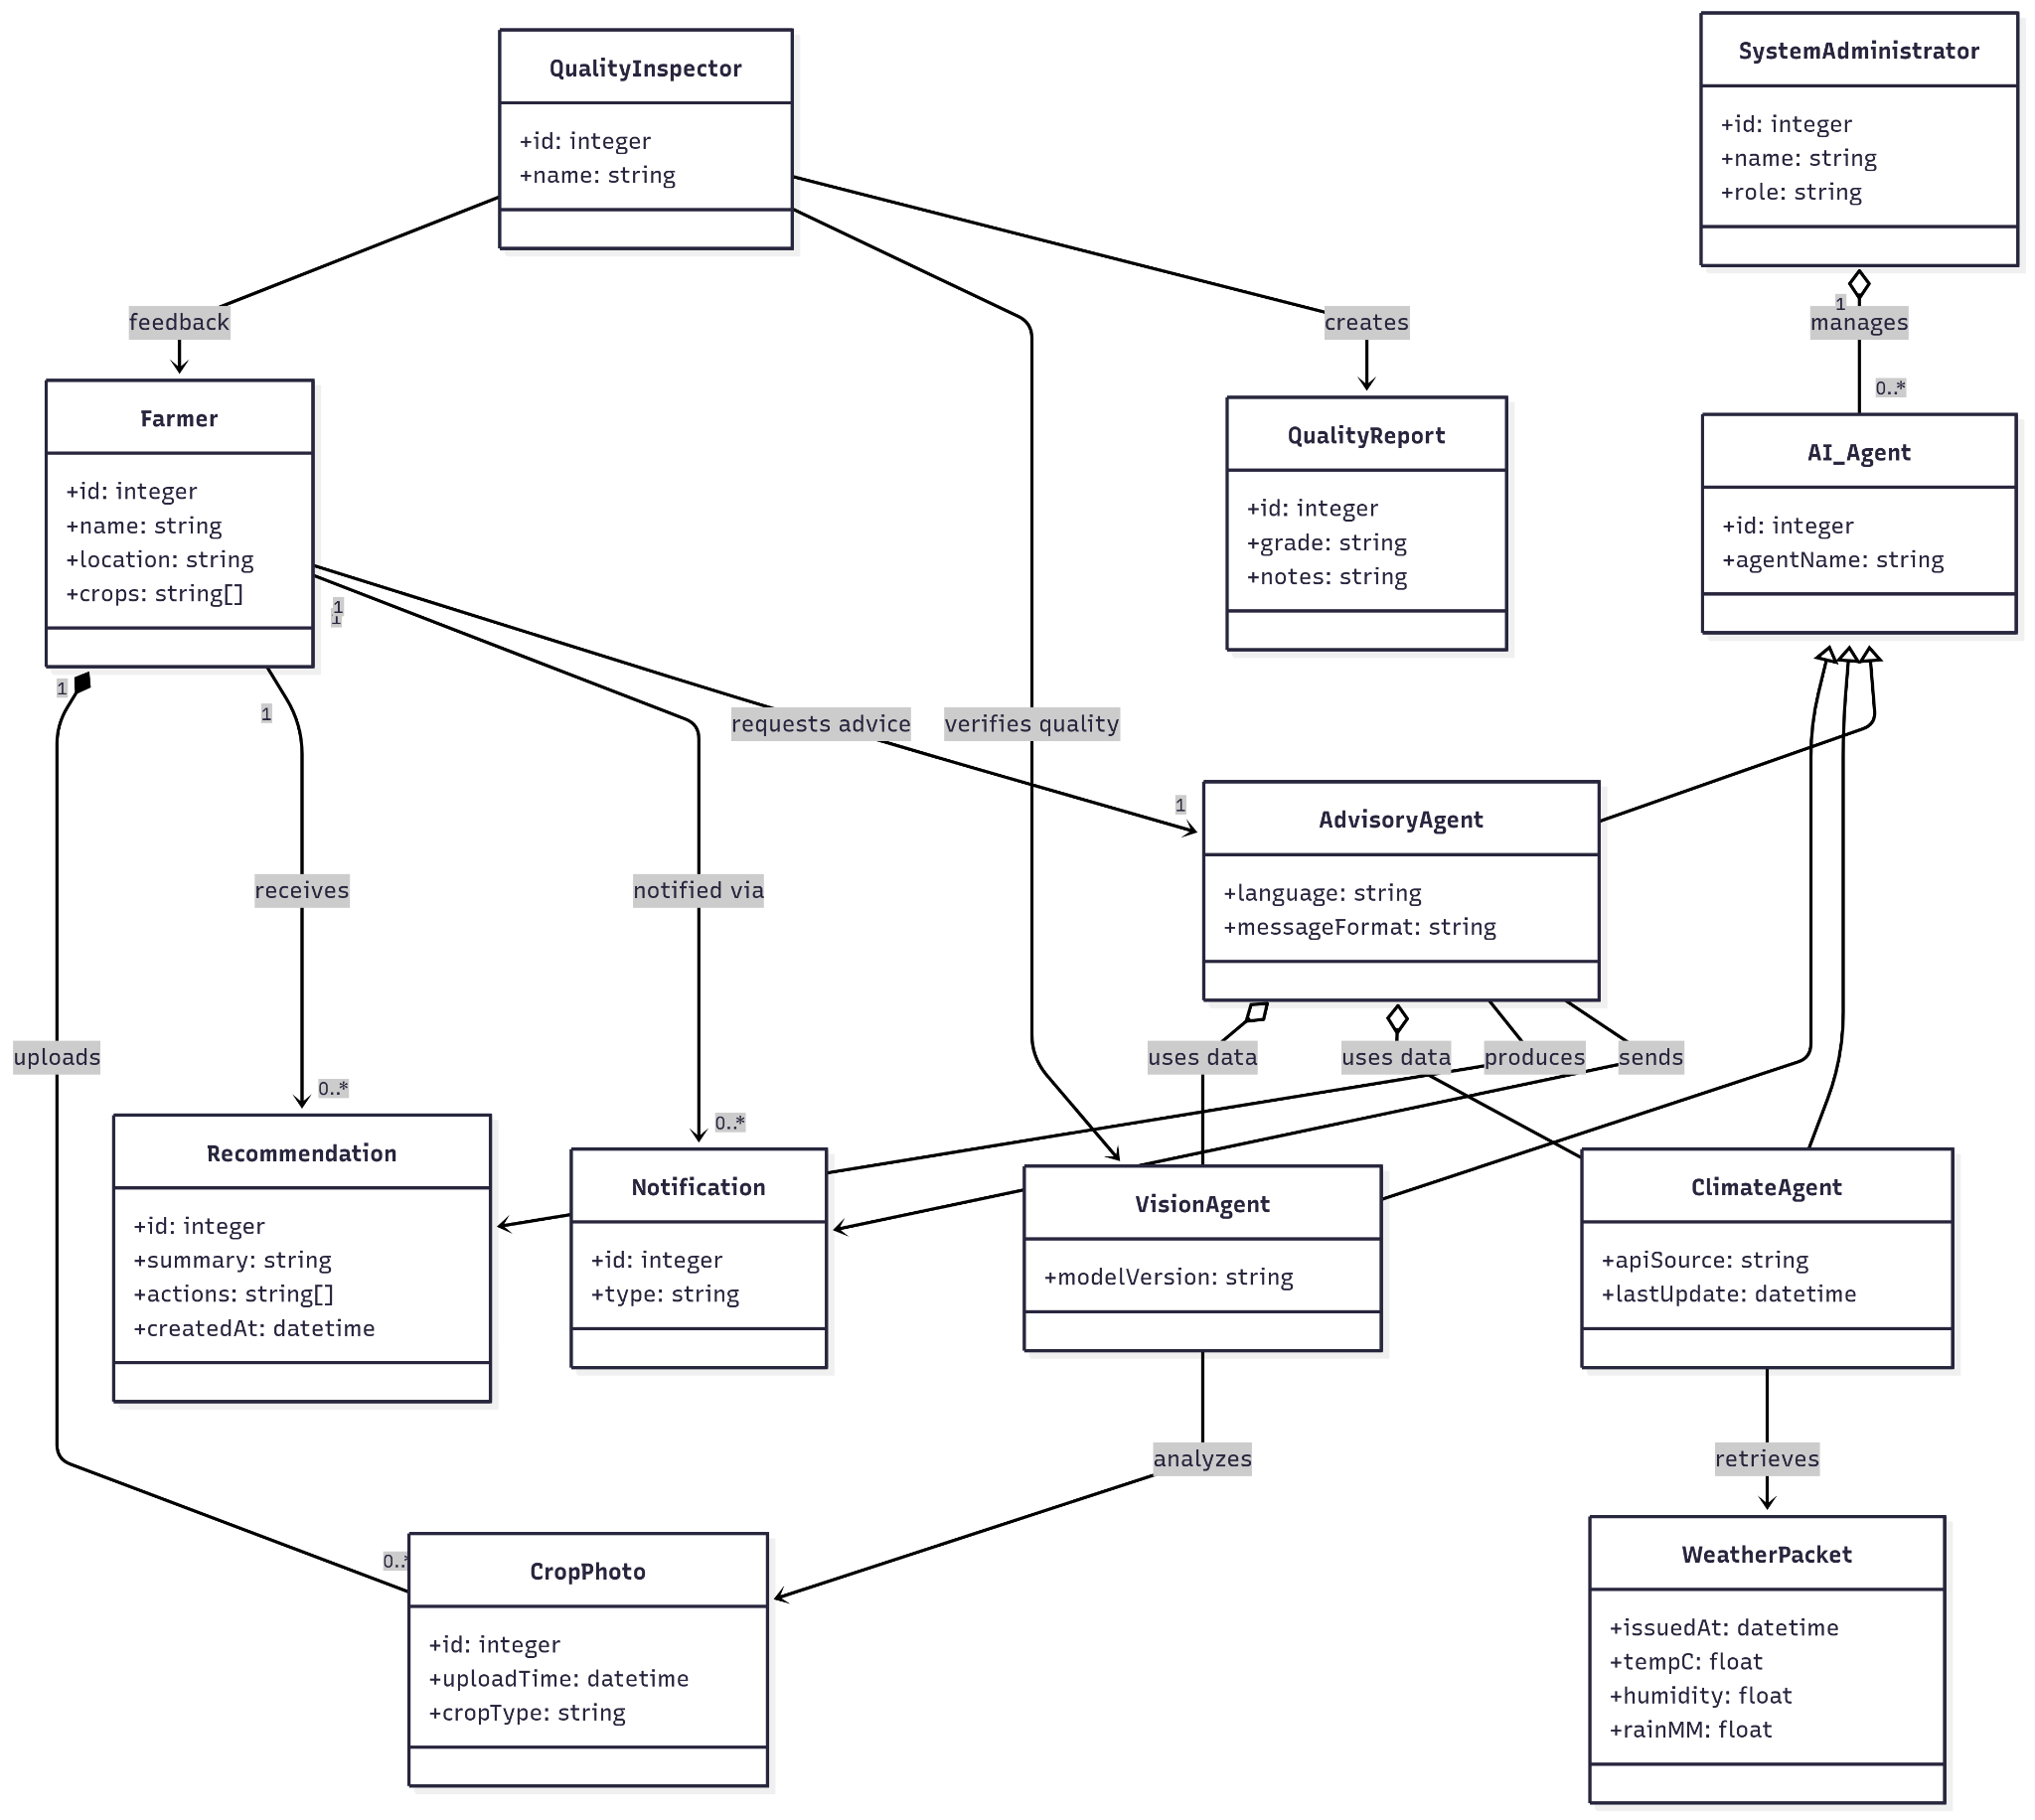 QualityInspector
+id: integer
+name: string
SystemAdministrator
+id: integer
+name: string
+role: string
feedback
creates
1
manages
0..*
Farmer
+id: integer
+name: string
+location: string
+crops: string[]
QualityReport
+id: integer
+grade: string
+notes: string
AI_Agent
+id: integer
+agentName: string
1
1
1
1
requests advice
verifies quality
1
AdvisoryAgent
+language: string
+messageFormat: string
receives
notified via
uploads
uses data
uses data
produces
sends
0..*
0..*
Recommendation
+id: integer
+summary: string
+actions: string[]
+createdAt: datetime
Notification
+id: integer
+type: string
VisionAgent
+modelVersion: string
ClimateAgent
+apiSource: string
+lastUpdate: datetime
analyzes
retrieves
0..*
CropPhoto
+id: integer
+uploadTime: datetime
+cropType: string
WeatherPacket
+issuedAt: datetime
+tempC: float
+humidity: float
+rainMM: float